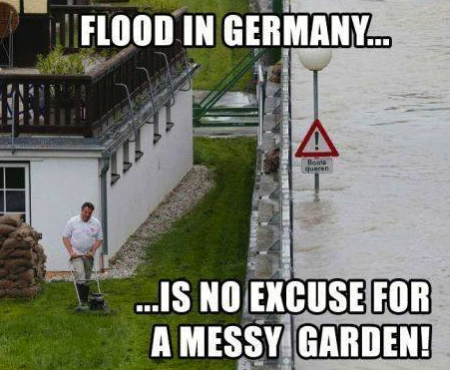 FLOOD IN GERMANY...
Boote
queren
...IS NO EXCUSE FOR
A MESSY GARDEN!